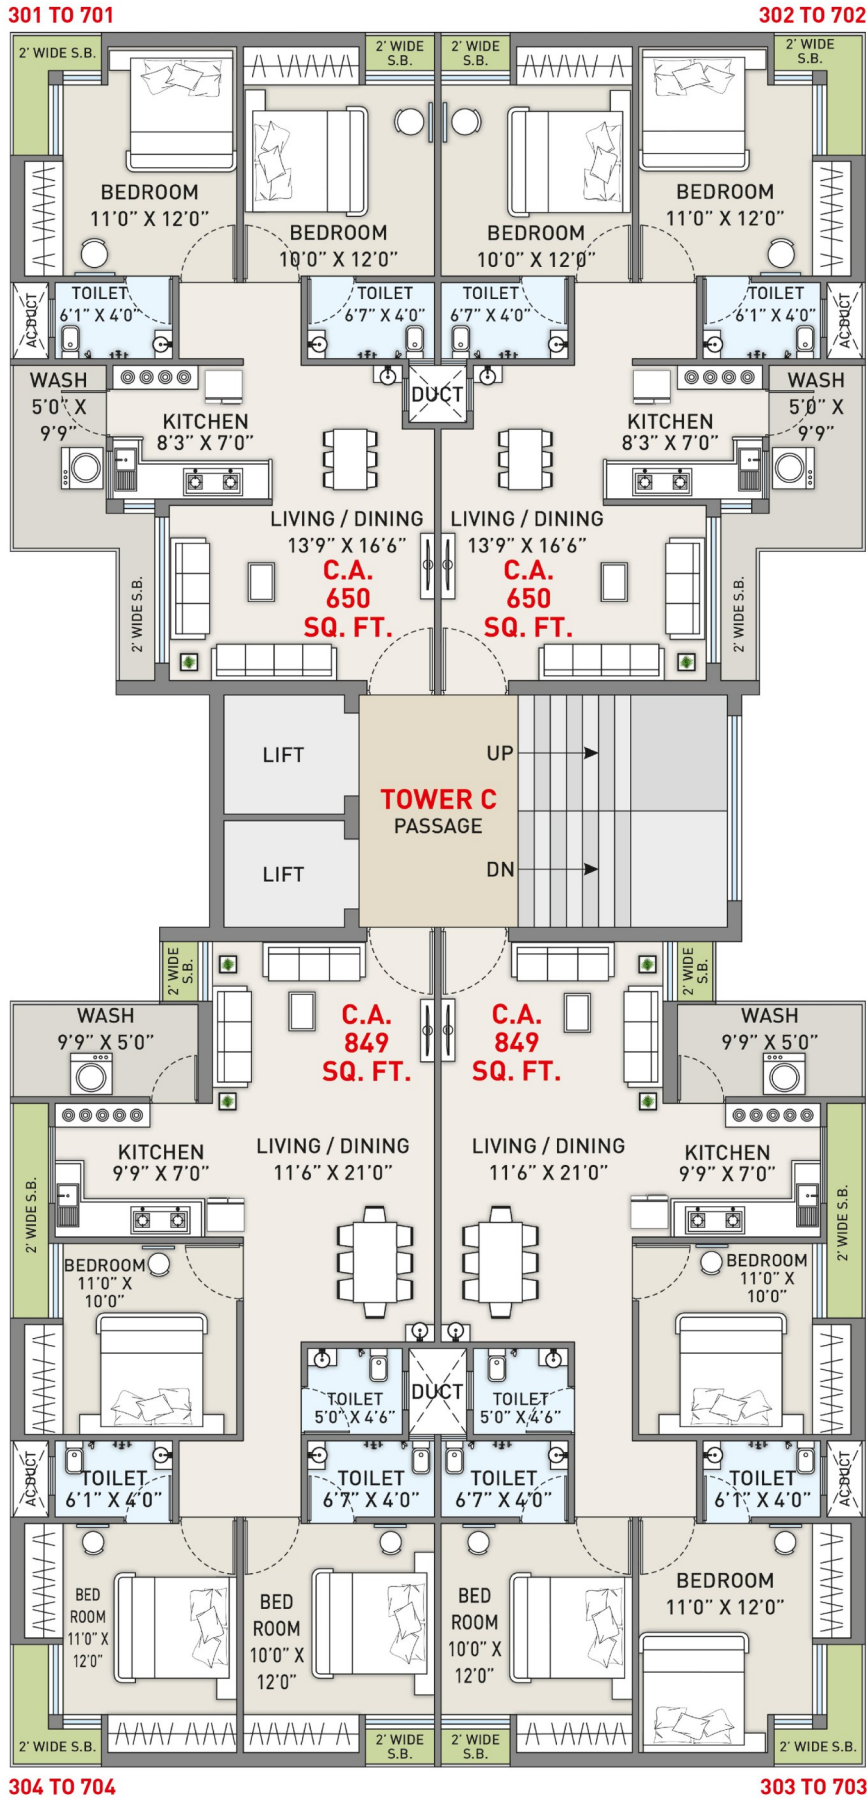 301 TO 701
302 TO 702
2' WIDE S.B.
2' WIDE
S.B.
2' WIDE
S.B.
2' WIDE
S.B.
BEDROOM
11'0" X 12'0"
BEDROOM
10'0" X 12'0"
BEDROOM
10'0" X 12'0"
BEDROOM
11'0" X 12'0"
AC DUCT
TOILET
6'1" X 4'0"
TOILET
6'7" X 4'0"
TOILET
6'7" X 4'0"
TOILET
6'1" X 4'0"
AC DUCT
WASH
5'0" X
9'9"
KITCHEN
8'3" X 7'0"
DUCT
KITCHEN
8'3" X 7'0"
WASH
5'0" X
9'9"
LIVING / DINING
13'9" X 16'6"
LIVING / DINING
13'9" X 16'6"
C.A.
650
SQ. FT.
C.A.
650
SQ. FT.
2' WIDE S.B.
2' WIDE S.B.
LIFT
UP
TOWER C
PASSAGE
LIFT
DN
2' WIDE
S.B.
2' WIDE
S.B.
WASH
9'9" X 5'0"
C.A.
849
SQ. FT.
C.A.
849
SQ. FT.
WASH
9'9" X 5'0"
KITCHEN
9'9" X 7'0"
LIVING / DINING
11'6" X 21'0"
LIVING / DINING
11'6" X 21'0"
KITCHEN
9'9" X 7'0"
2' WIDE S.B.
2' WIDE S.B.
BEDROOM
11'0" X
10'0"
BEDROOM
11'0" X
10'0"
TOILET
5'0" X 4'6"
DUCT
TOILET
5'0" X 4'6"
AC DUCT
TOILET
6'1" X 4'0"
TOILET
6'7" X 4'0"
TOILET
6'7" X 4'0"
TOILET
6'1" X 4'0"
AC DUCT
BED
ROOM
11'0" X
12'0"
BED
ROOM
10'0" X
12'0"
BED
ROOM
10'0" X
12'0"
BEDROOM
11'0" X 12'0"
2' WIDE S.B.
2' WIDE
S.B.
2' WIDE
S.B.
2' WIDE S.B.
304 TO 704
303 TO 703